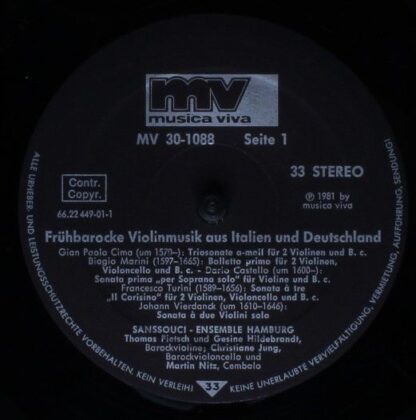 mv
musica viva
MV 30-1088 Seite 1
33 STEREO
Contr.
Copyr.
66.22 449-01-1
Ⓟ 1981 by
musica viva
Frühbarocke Violinmusik aus Italien und Deutschland
Gian Paolo Cima (um 1570-): Triosonate a-moll für 2 Violinen und B. c.
Biagio Marini (1597-1665): Balletto primo für 2 Violinen,
Violoncello und B. c. - Dario Castello (um 1600-):
Sonata primo „per Soprano solo" für Violine und B. c.
Francesco Turini (1589-1656): Sonata à tre
„Il Corisino" für 2 Violinen, Violoncello und B. c.
Johann Vierdanck (um 1610-1646):
Sonata à due Violini solo
SANSSOUCI - ENSEMBLE HAMBURG
Thomas Pietsch und Gesine Hildebrandt,
Barockvioline; Christiane Jung,
Barockvioloncello und
Martin Nitz, Cembalo
33
ALLE URHEBER- UND LEISTUNGSSCHUTZRECHTE VORBEHALTEN. KEIN VERLEIH! KEINE UNERLAUBTE VERVIELFÄLTIGUNG, VERMIETUNG, AUFFÜHRUNG, SENDUNG!